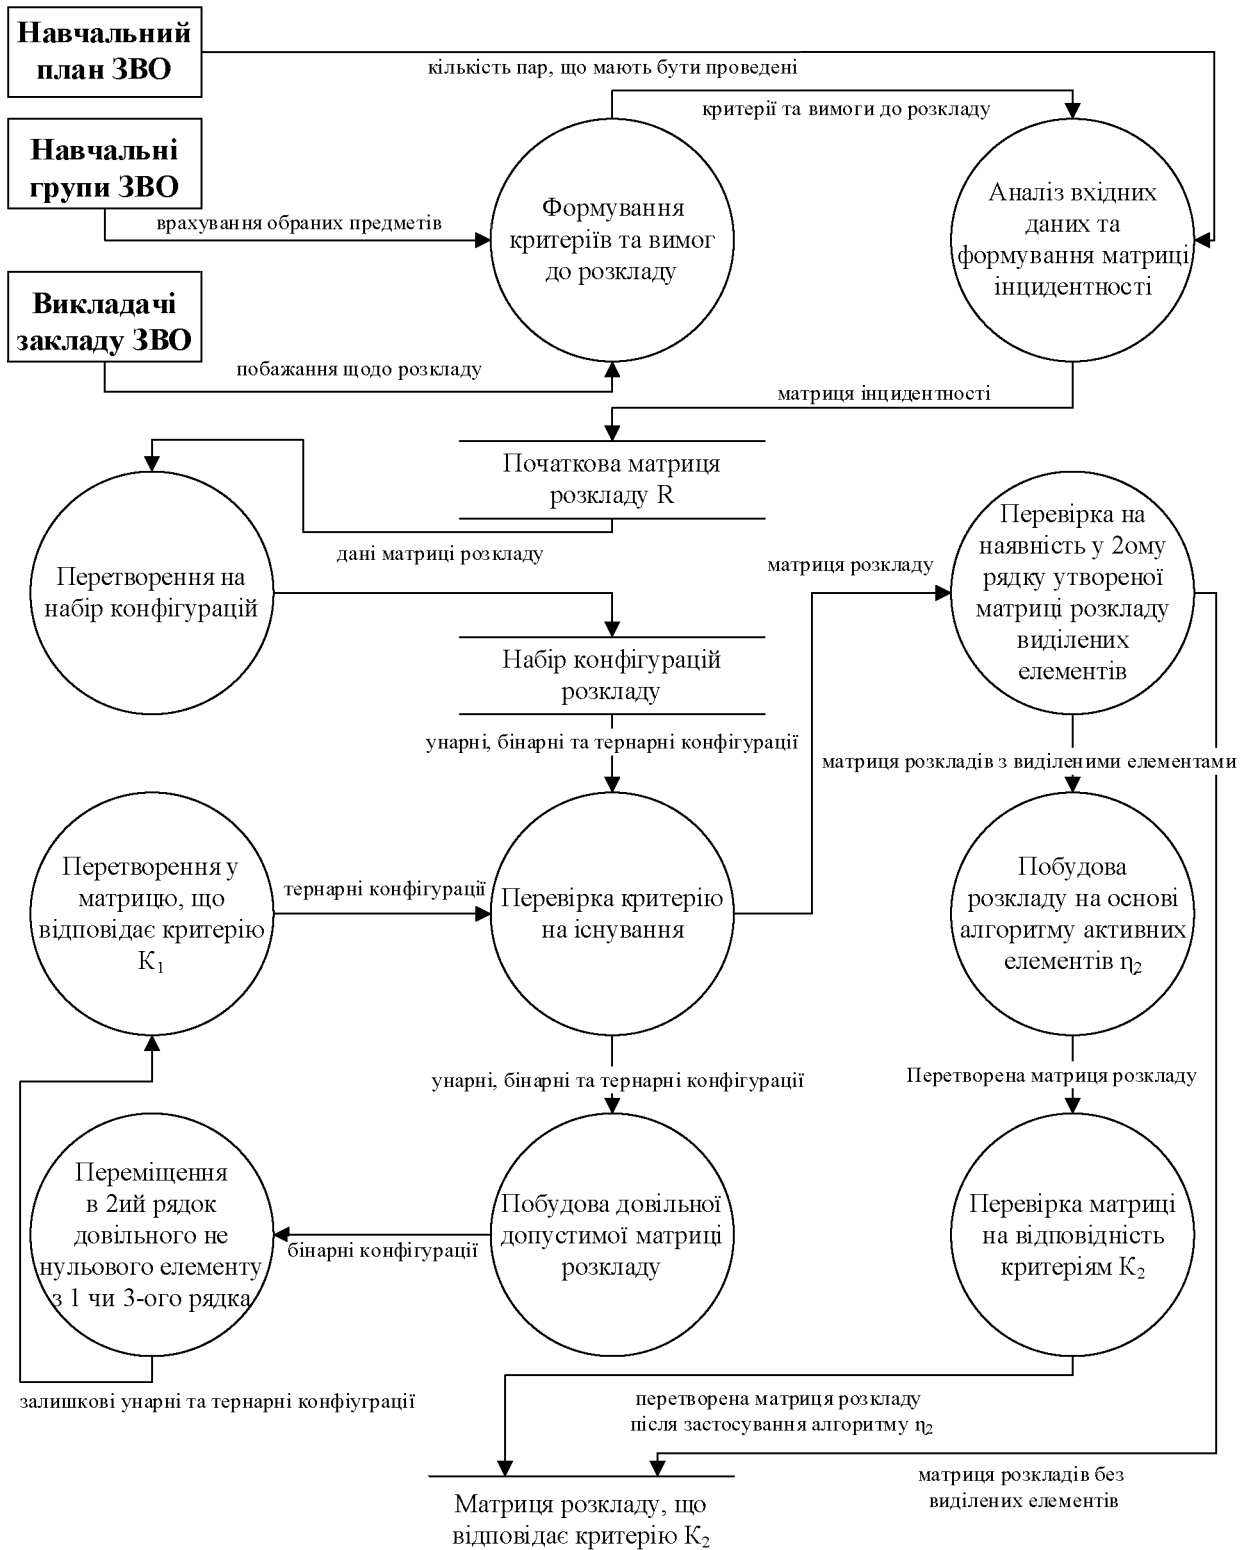 Навчальний
план ЗВО
кількість пар, що мають бути проведені
критерії та вимоги до розкладу
Навчальні
групи ЗВО
врахування обраних предметів
Формування
критеріїв та вимог
до розкладу
Аналіз вхідних
даних та
формування матриці
інцидентності
Викладачі
закладу ЗВО
побажання щодо розкладу
матриця інцидентності
Початкова матриця
розкладу R
дані матриці розкладу
Перетворення на
набір конфігурацій
матриця розкладу
Перевірка на
наявність у 2ому
рядку утвореної
матриці розкладу
виділених
елементів
Набір конфігурацій
розкладу
унарні, бінарні та тернарні конфігурації
матриця розкладів з виділеними елементами
Перетворення у
матрицю, що
відповідає критерію
К₁
тернарні конфігурації
Перевірка критерію
на існування
Побудова
розкладу на основі
алгоритму активних
елементів η₂
унарні, бінарні та тернарні конфігурації
Перетворена матриця розкладу
Переміщення
в 2ий рядок
довільного не
нульового елементу
з 1 чи 3-ого рядка
бінарні конфігурації
Побудова довільної
допустимої матриці
розкладу
Перевірка матриці
на відповідність
критеріям К₂
залишкові унарні та тернарні конфіуграції
перетворена матриця розкладу
після застосування алгоритму η₂
матриця розкладів без
виділених елементів
Матриця розкладу, що
відповідає критерію К₂